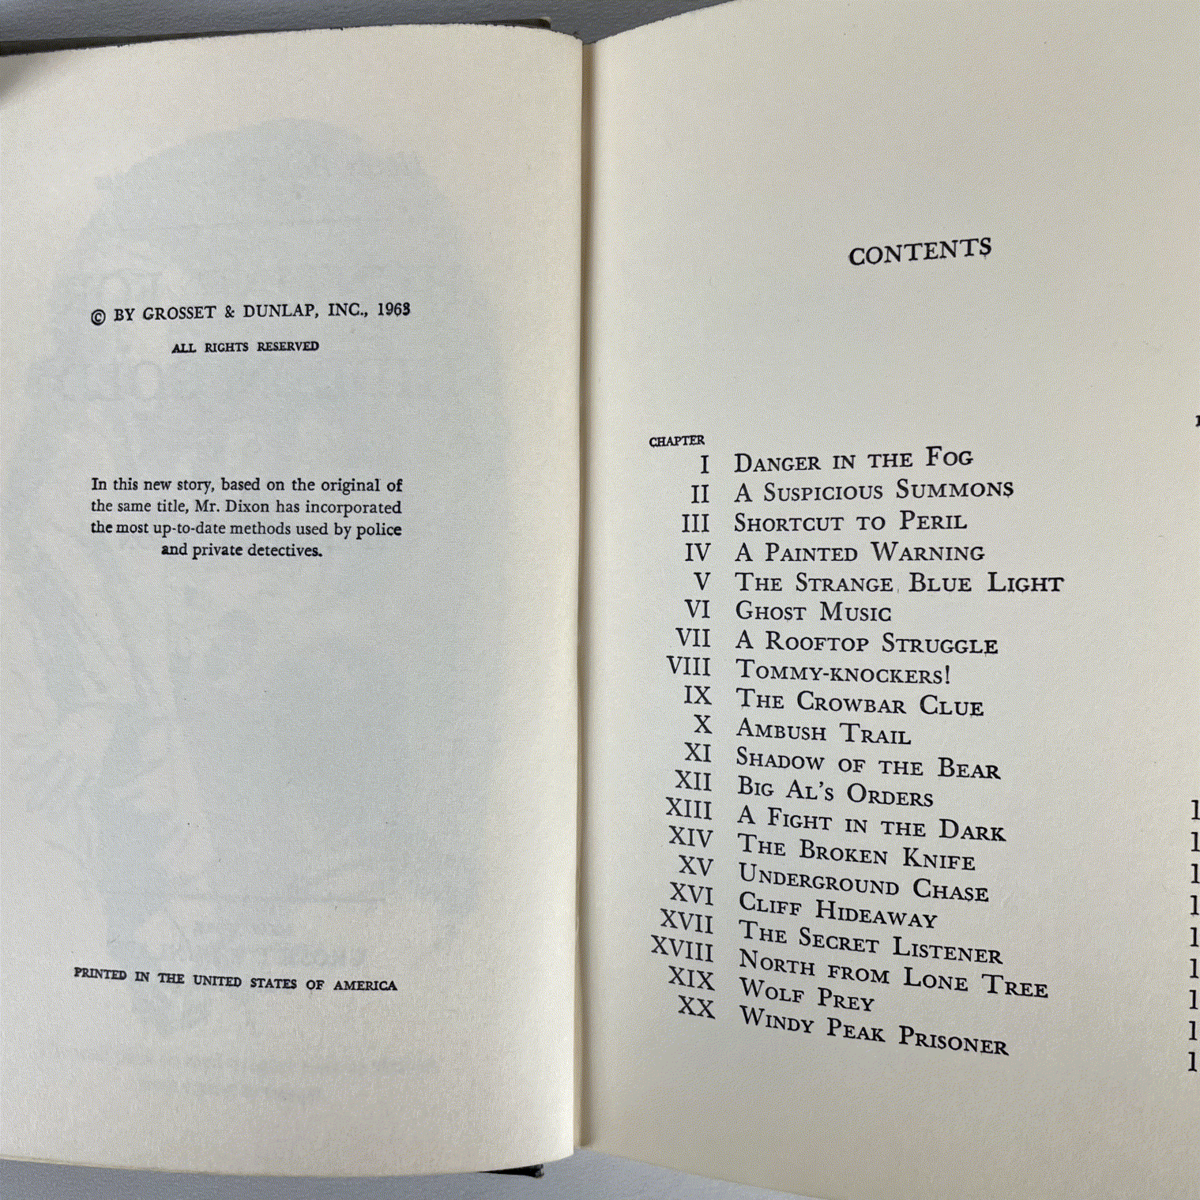 © BY GROSSET & DUNLAP, INC., 1963
ALL RIGHTS RESERVED
In this new story, based on the original of
the same title, Mr. Dixon has incorporated
the most up-to-date methods used by police
and private detectives.
PRINTED IN THE UNITED STATES OF AMERICA
CONTENTS
CHAPTER
I DANGER IN THE FOG
II A SUSPICIOUS SUMMONS
III SHORTCUT TO PERIL
IV A PAINTED WARNING
V THE STRANGE BLUE LIGHT
VI GHOST MUSIC
VII A ROOFTOP STRUGGLE
VIII TOMMY-KNOCKERS!
IX THE CROWBAR CLUE
X AMBUSH TRAIL
XI SHADOW OF THE BEAR
XII BIG AL'S ORDERS
XIII A FIGHT IN THE DARK
XIV THE BROKEN KNIFE
XV UNDERGROUND CHASE
XVI CLIFF HIDEAWAY
XVII THE SECRET LISTENER
XVIII NORTH FROM LONE TREE
XIX WOLF PREY
XX WINDY PEAK PRISONER